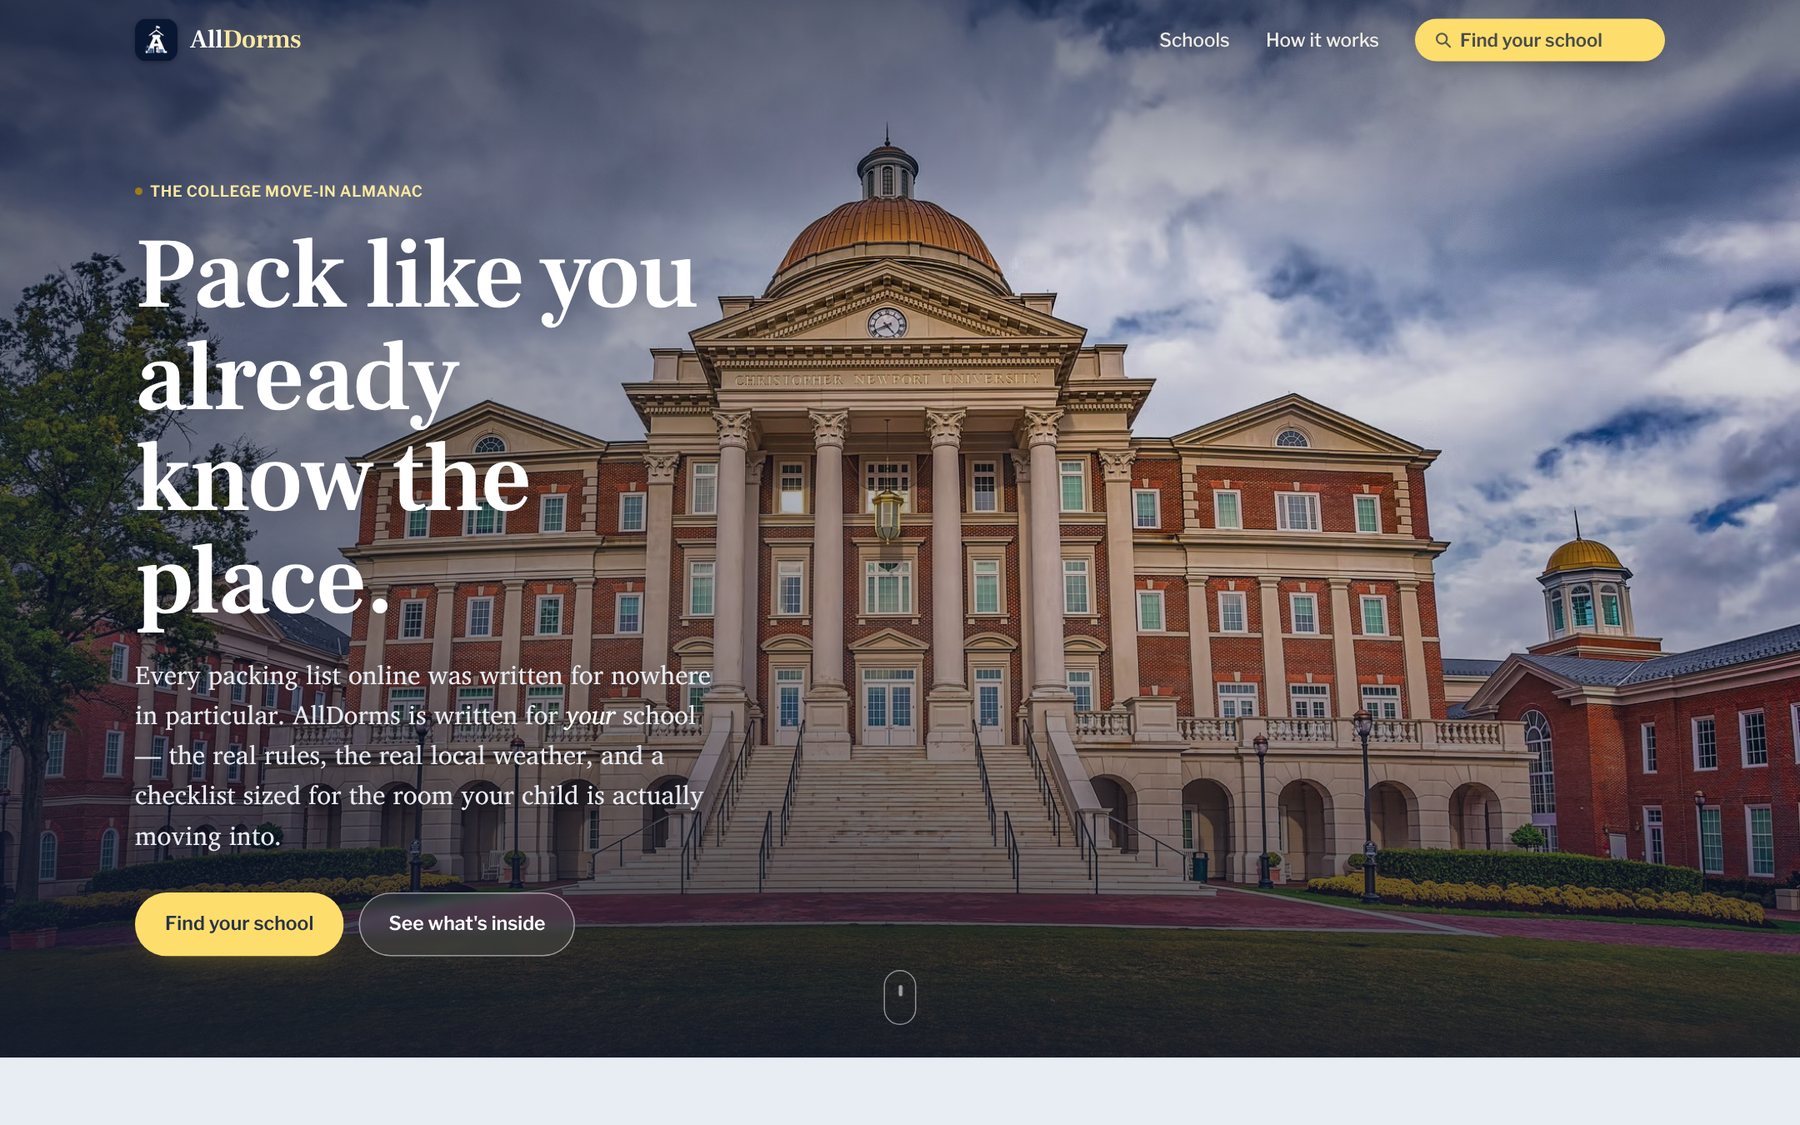 AllDorms
Schools
How it works
Find your school
THE COLLEGE MOVE-IN ALMANAC
Pack like you
already
know the
place.
CHRISTOPHER NEWPORT UNIVERSITY
Every packing list online was written for nowhere
in particular. AllDorms is written for your school
— the real rules, the real local weather, and a
checklist sized for the room your child is actually
moving into.
Find your school
See what's inside